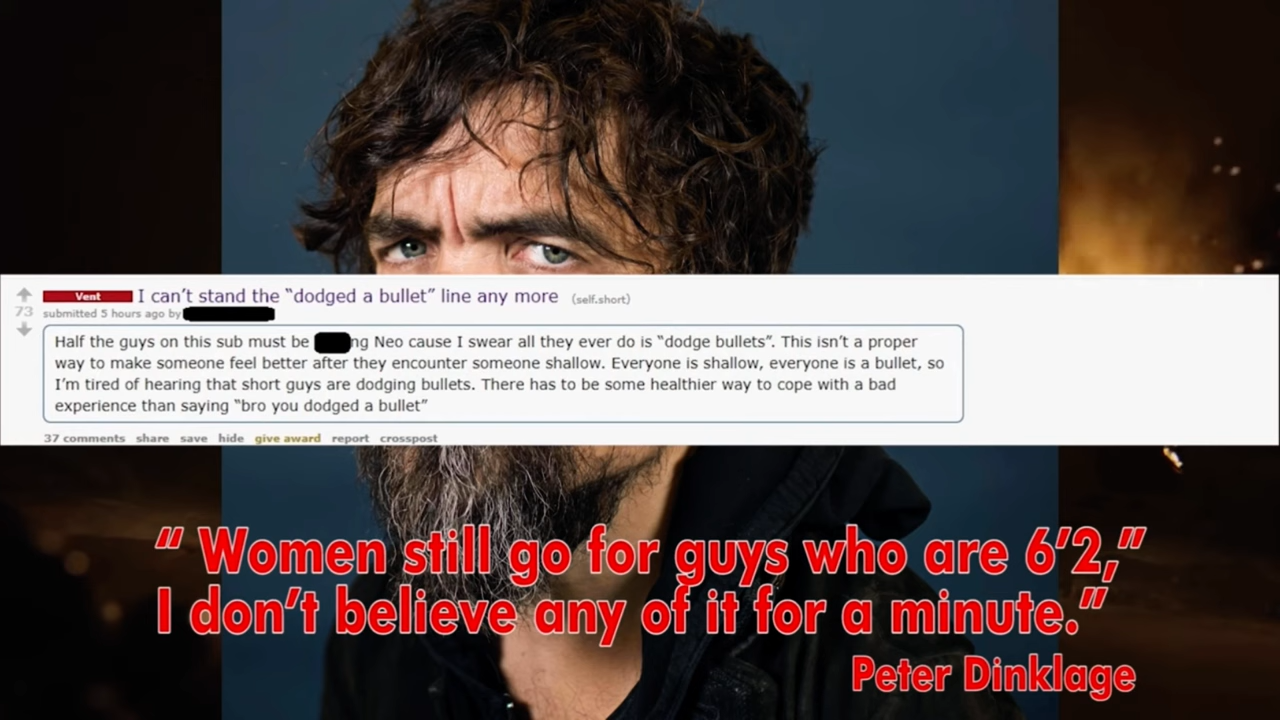 Vent I can't stand the “dodged a bullet” line any more (self.short)
73 submitted 5 hours ago by
Half the guys on this sub must be ng Neo cause I swear all they ever do is “dodge bullets”. This isn't a proper
way to make someone feel better after they encounter someone shallow. Everyone is shallow, everyone is a bullet, so
I'm tired of hearing that short guys are dodging bullets. There has to be some healthier way to cope with a bad
experience than saying “bro you dodged a bullet”
37 comments share save hide give award report crosspost
“ Women still go for guys who are 6'2,”
I don't believe any of it for a minute.”
Peter Dinklage